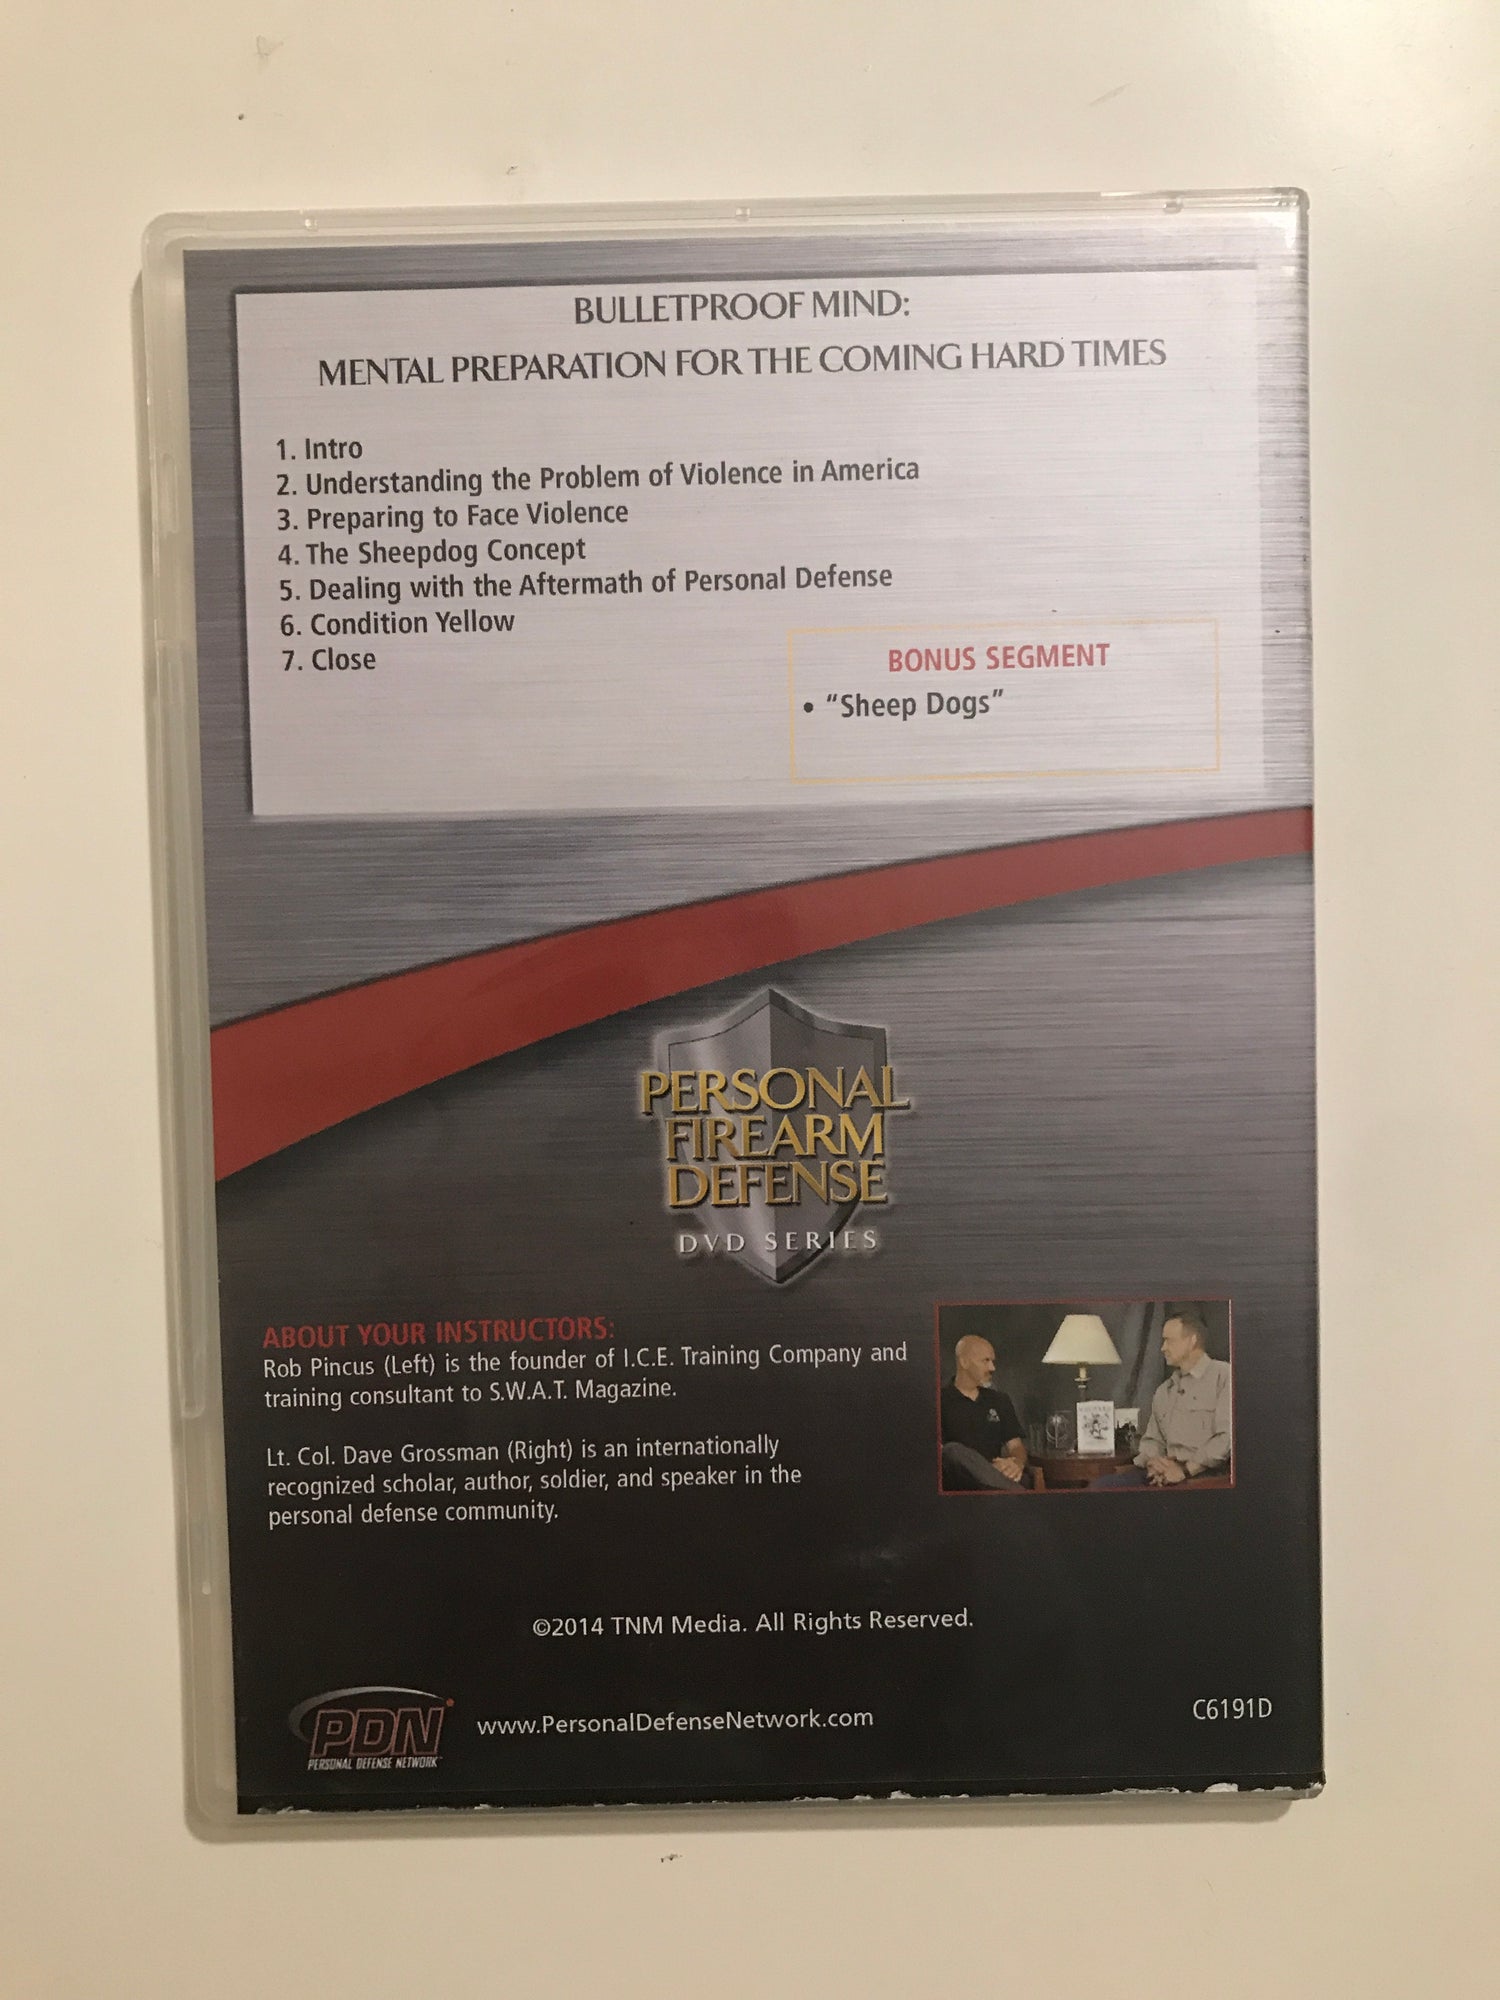 BULLETPROOF MIND:
MENTAL PREPARATION FOR THE COMING HARD TIMES
1. Intro
2. Understanding the Problem of Violence in America
3. Preparing to Face Violence
4. The Sheepdog Concept
5. Dealing with the Aftermath of Personal Defense
6. Condition Yellow
7. Close
BONUS SEGMENT
• “Sheep Dogs”
PERSONAL
FIREARM
DEFENSE
DVD SERIES
ABOUT YOUR INSTRUCTORS:
Rob Pincus (Left) is the founder of I.C.E. Training Company and
training consultant to S.W.A.T. Magazine.
Lt. Col. Dave Grossman (Right) is an internationally
recognized scholar, author, soldier, and speaker in the
personal defense community.
©2014 TNM Media. All Rights Reserved.
PDN
PERSONAL DEFENSE NETWORK
www.PersonalDefenseNetwork.com
C6191D